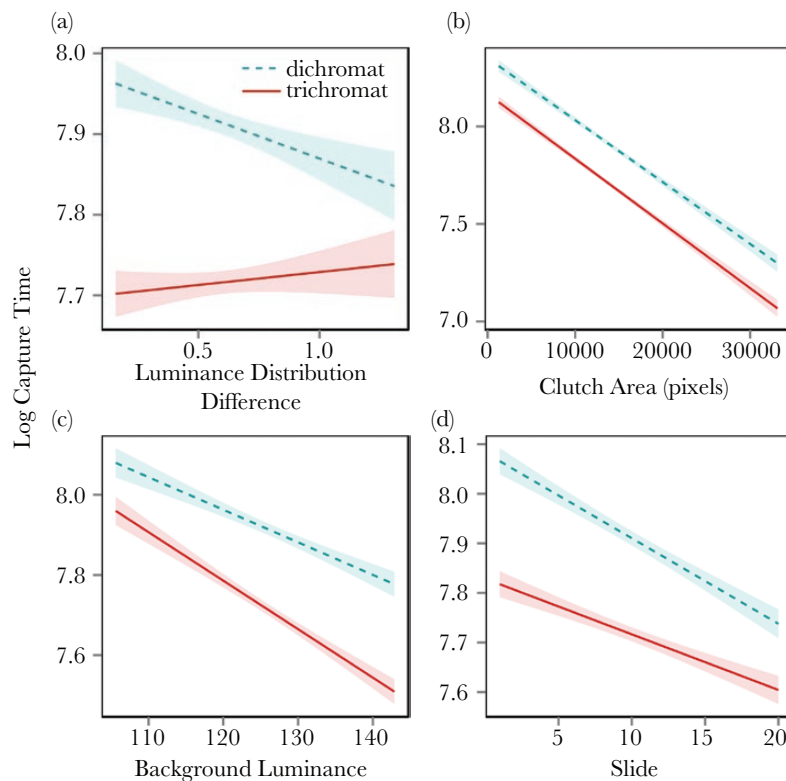 (a)
8.0
7.9
7.8
7.7
dichromat
trichromat
0.5 1.0
Luminance Distribution
Difference
(b)
8.0
7.5
7.0
0 10000 20000 30000
Clutch Area (pixels)
Log Capture Time
(c)
8.0
7.8
7.6
110 120 130 140
Background Luminance
(d)
8.1
8.0
7.9
7.8
7.7
7.6
5 10 15 20
Slide